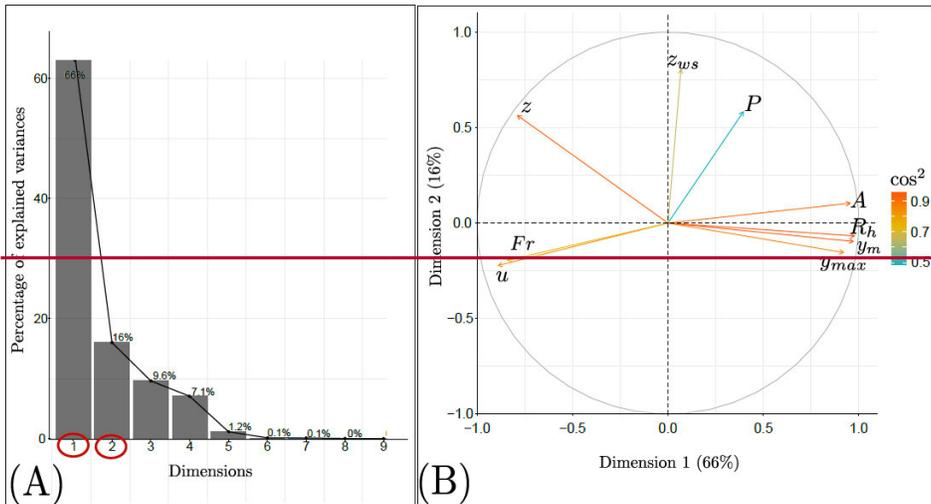 Percentage of explained variances
60
40
20
0
66%
16%
9.6%
7.1%
1.2%
0.1%
0.1%
0%
1 2 3 4 5 6 7 8 9
Dimensions
(A)
Dimension 2 (16%)
1.0
0.5
0.0
−0.5
−1.0
z_ws
P
z
A
R_h
y_m
y_max
Fr
u
cos²
0.9
0.7
0.5
−1.0 −0.5 0.0 0.5 1.0
Dimension 1 (66%)
(B)